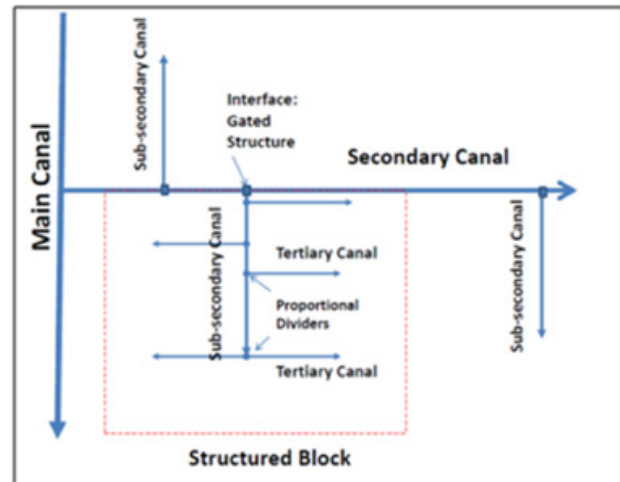 Main Canal
Sub-secondary Canal
Interface:
Gated
Structure
Secondary Canal
Sub-secondary Canal
Tertiary Canal
Proportional
Dividers
Tertiary Canal
Sub-secondary Canal
Structured Block